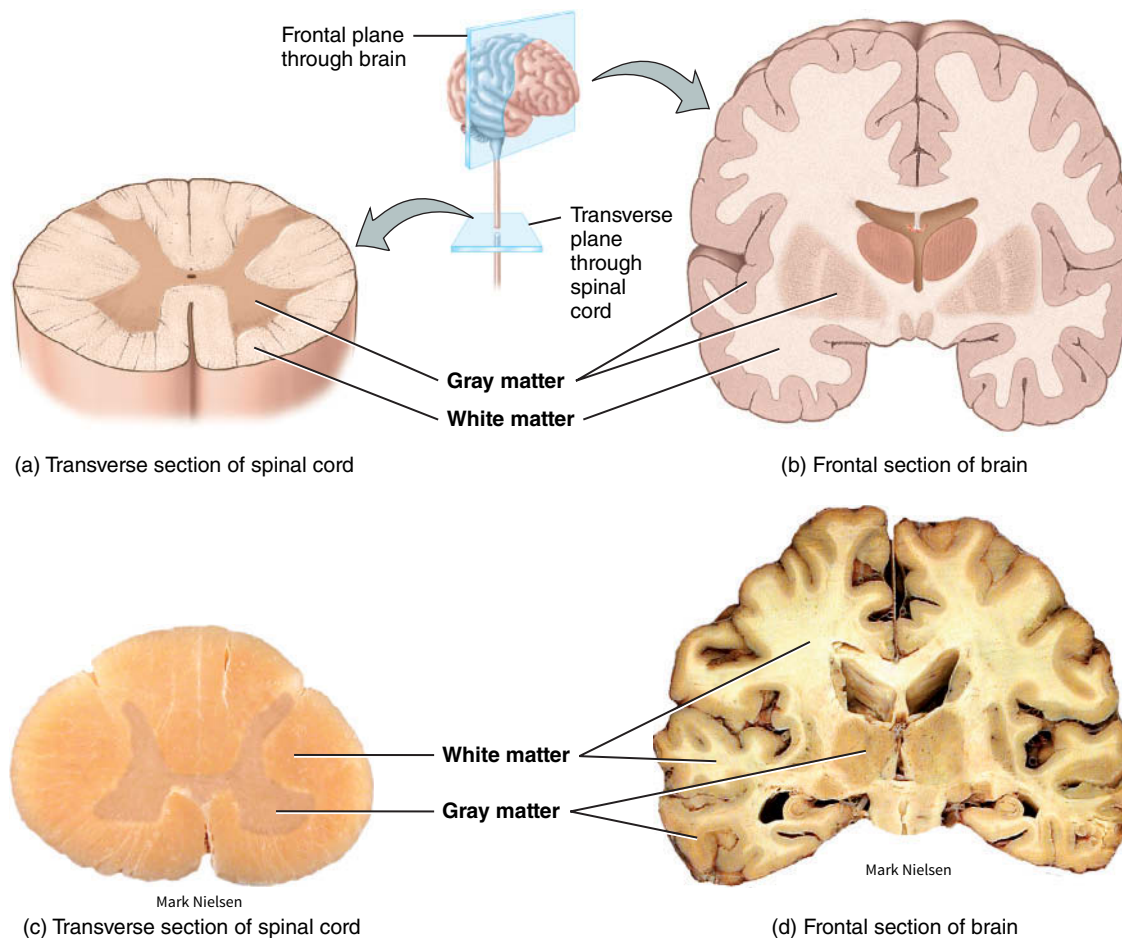 Frontal plane
through brain
Transverse
plane
through
spinal
cord
Gray matter
White matter
(a) Transverse section of spinal cord
(b) Frontal section of brain
White matter
Gray matter
Mark Nielsen
Mark Nielsen
(c) Transverse section of spinal cord
(d) Frontal section of brain